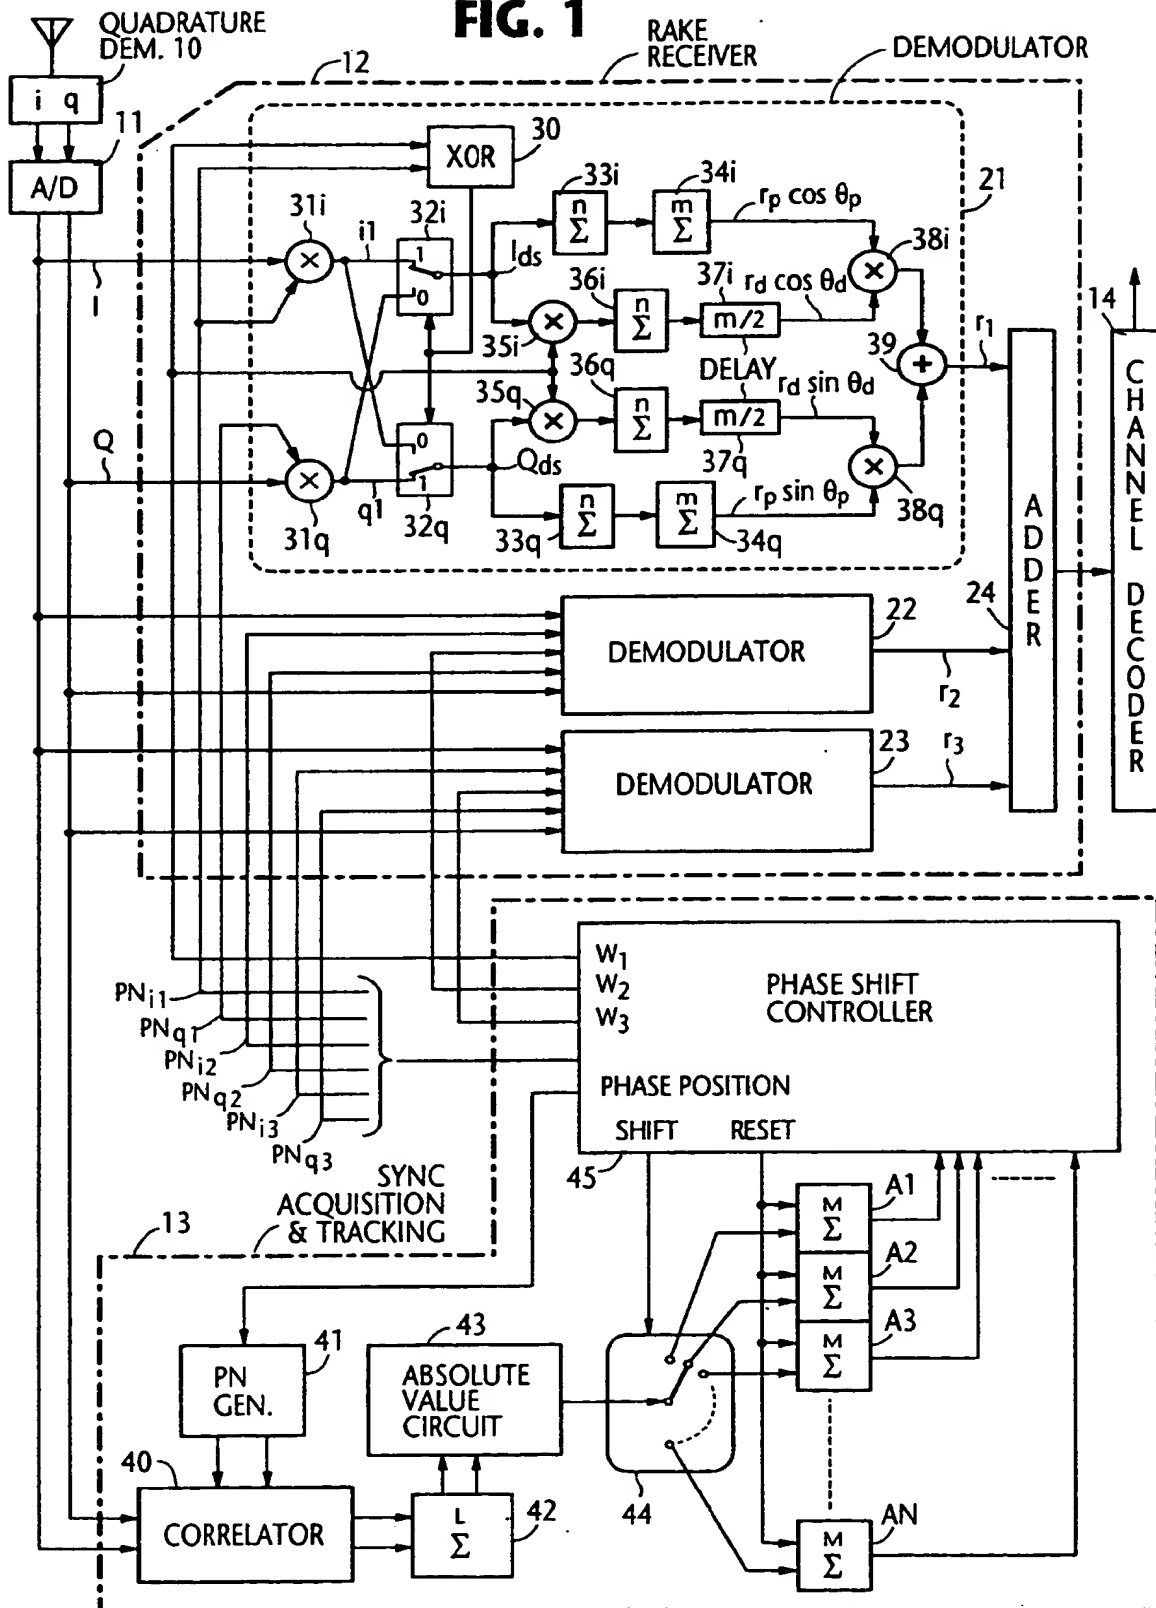 FIG. 1
QUADRATURE
DEM. 10
i q
11
A/D
12
RAKE
RECEIVER
DEMODULATOR
30
XOR
33i
n
Σ
34i
m
Σ
rp cos θp
21
31i
×
i1
32i
1
0
Ids
38i
×
36i
n
Σ
37i
m/2
rd cos θd
I
×
35i
DELAY
39
+
r1
14
36q
n
Σ
35q
×
m/2
37q
rd sin θd
Q
0
1
32q
Qds
×
31q
q1
×
38q
33q
n
Σ
m
Σ
34q
rp sin θp
ADDER
24
CHANNEL DECODER
22
DEMODULATOR
r2
23
DEMODULATOR
r3
W1
W2
W3
PHASE SHIFT
CONTROLLER
PHASE POSITION
SHIFT
RESET
45
PNi1
PNq1
PNi2
PNq2
PNi3
PNq3
SYNC
ACQUISITION
& TRACKING
13
M
Σ
A1
M
Σ
A2
M
Σ
A3
M
Σ
AN
41
PN
GEN.
43
ABSOLUTE
VALUE
CIRCUIT
44
40
CORRELATOR
L
Σ
42